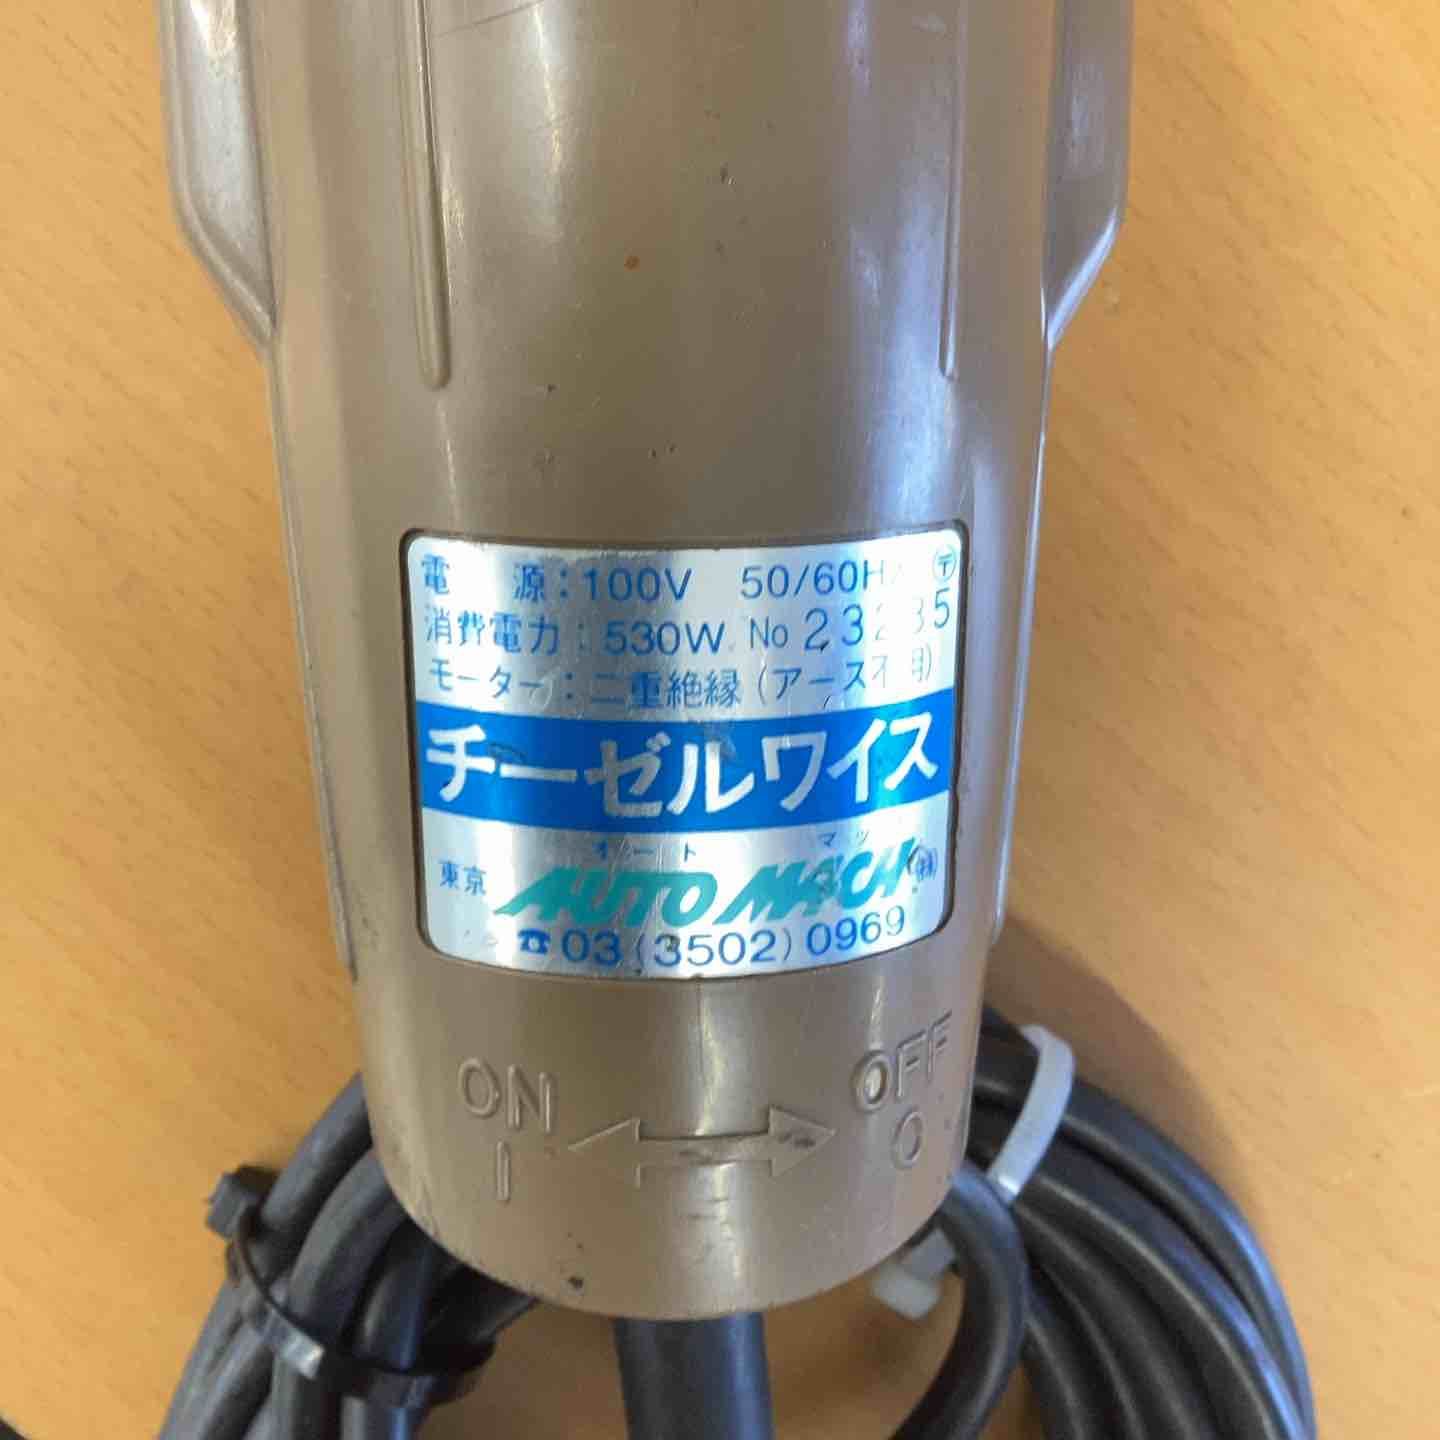 電　源：100V　50/60Hz 〒
消費電力：530W No 23235
モーター：二重絶縁（アース不用）
チーゼルワイス
オート マッ
東京 AUTO MACH ㈱
☎03(3502)0969
ON OFF
I O